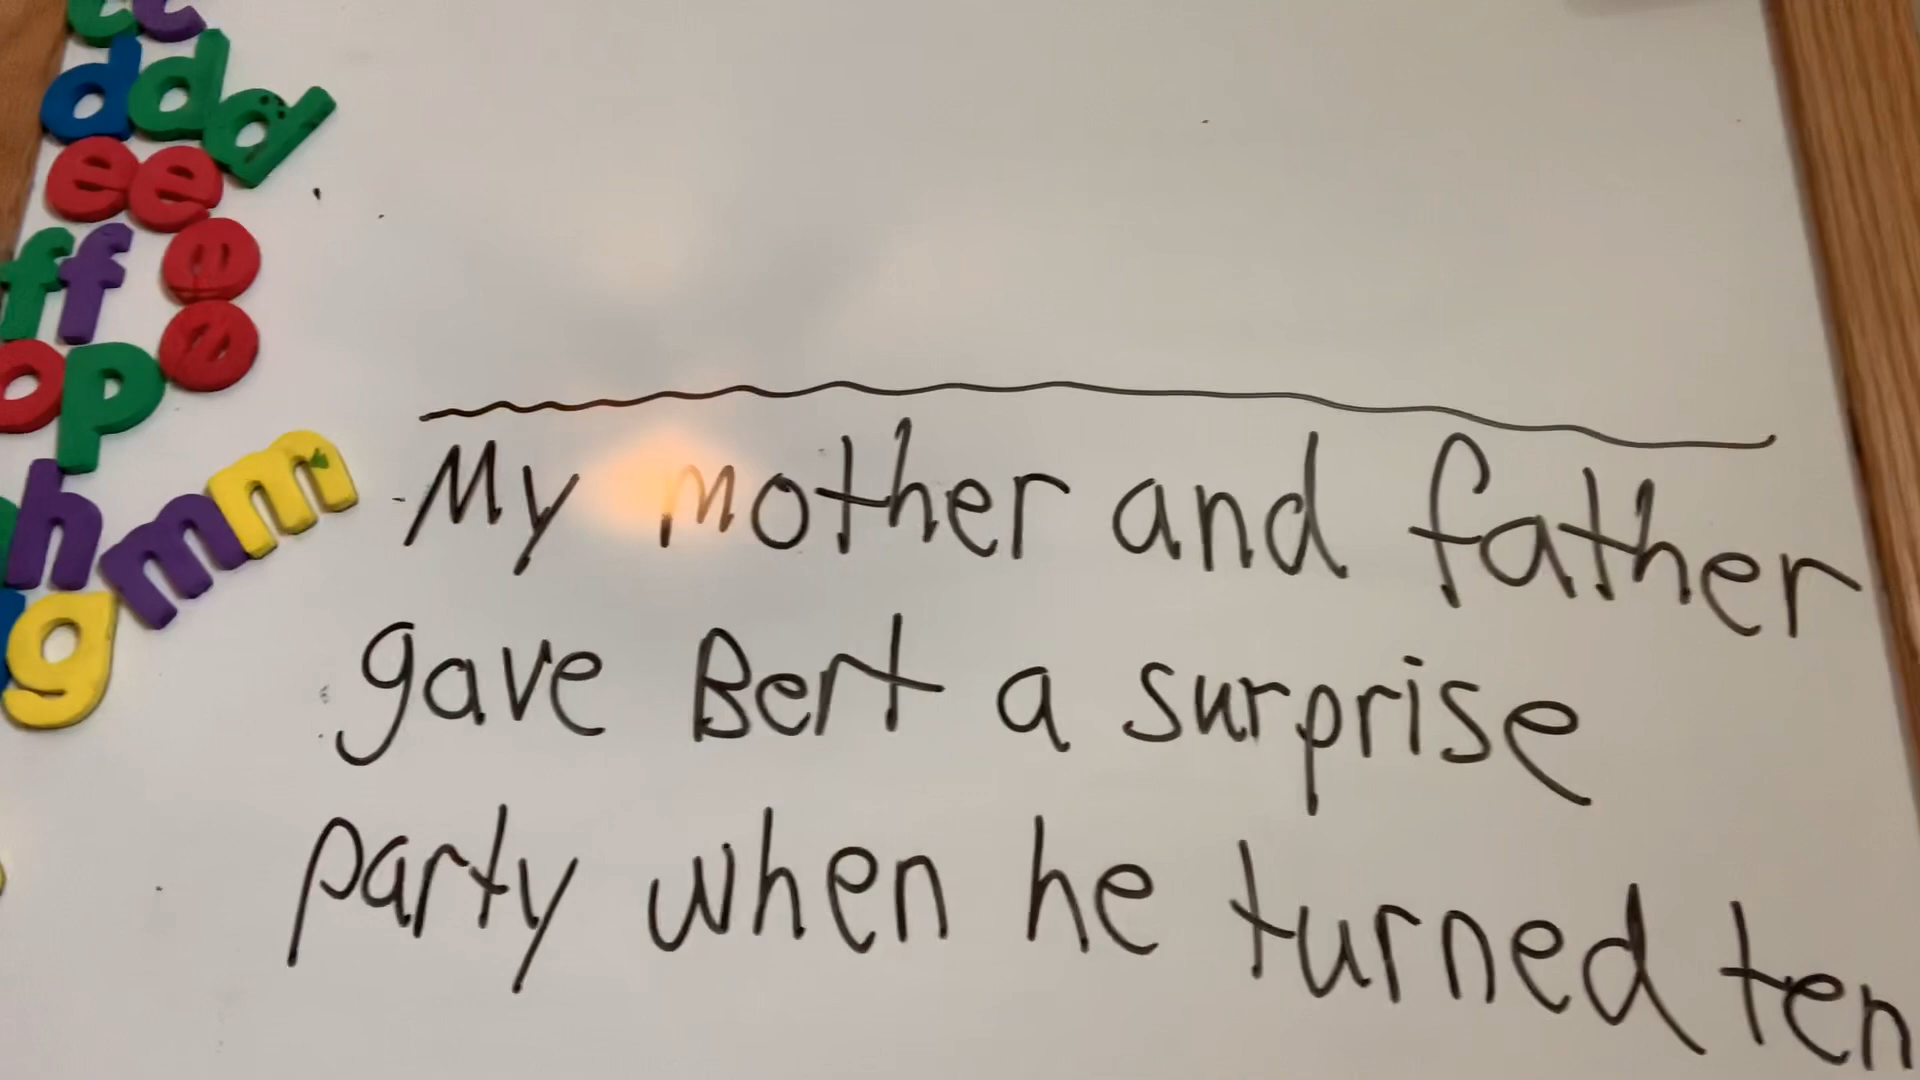 c c
d d d
e e
f f e
o p e
h m m
g
My mother and father
gave Bert a surprise
party when he turned ten